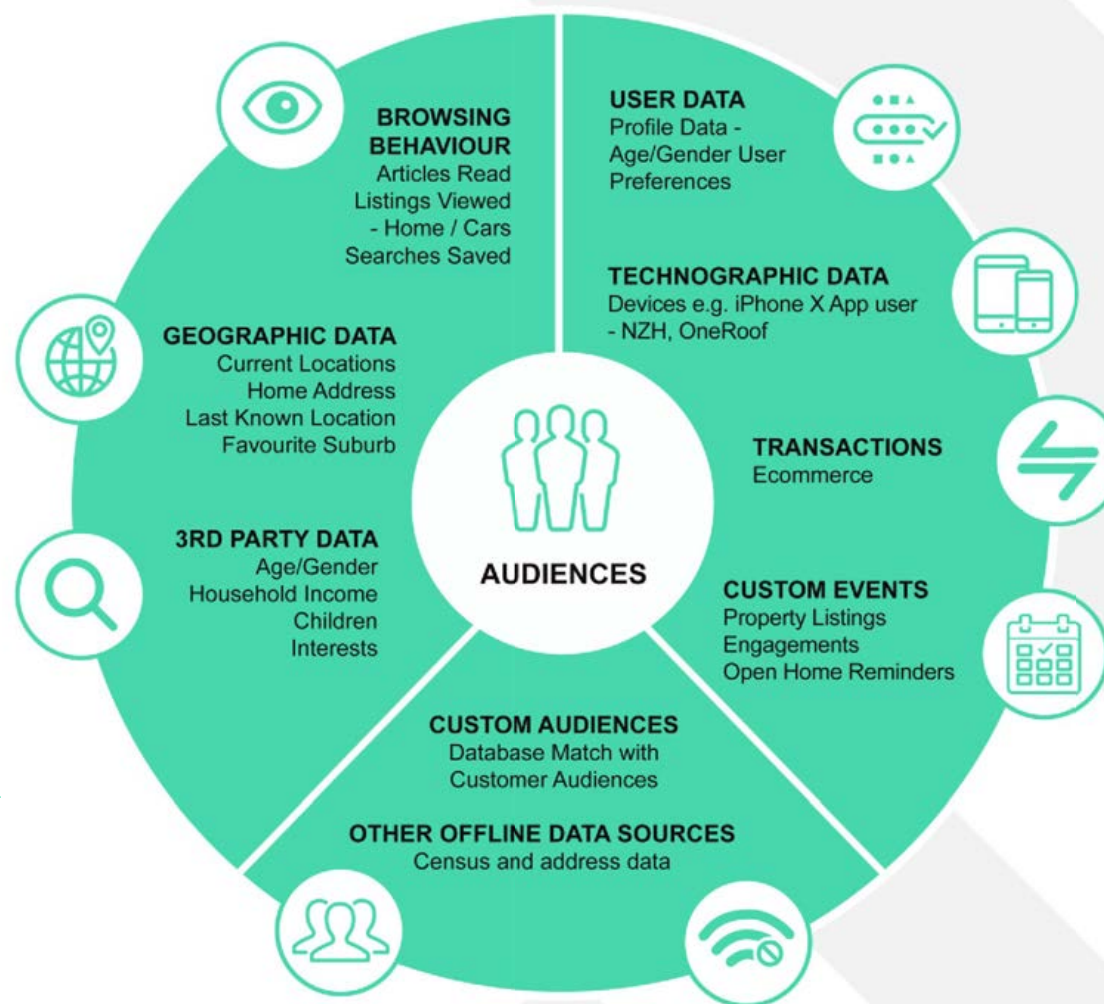 BROWSING
BEHAVIOUR
Articles Read
Listings Viewed
- Home / Cars
Searches Saved
GEOGRAPHIC DATA
Current Locations
Home Address
Last Known Location
Favourite Suburb
3RD PARTY DATA
Age/Gender
Household Income
Children
Interests
USER DATA
Profile Data -
Age/Gender User
Preferences
TECHNOGRAPHIC DATA
Devices e.g. iPhone X App user
- NZH, OneRoof
TRANSACTIONS
Ecommerce
CUSTOM EVENTS
Property Listings
Engagements
Open Home Reminders
AUDIENCES
CUSTOM AUDIENCES
Database Match with
Customer Audiences
OTHER OFFLINE DATA SOURCES
Census and address data